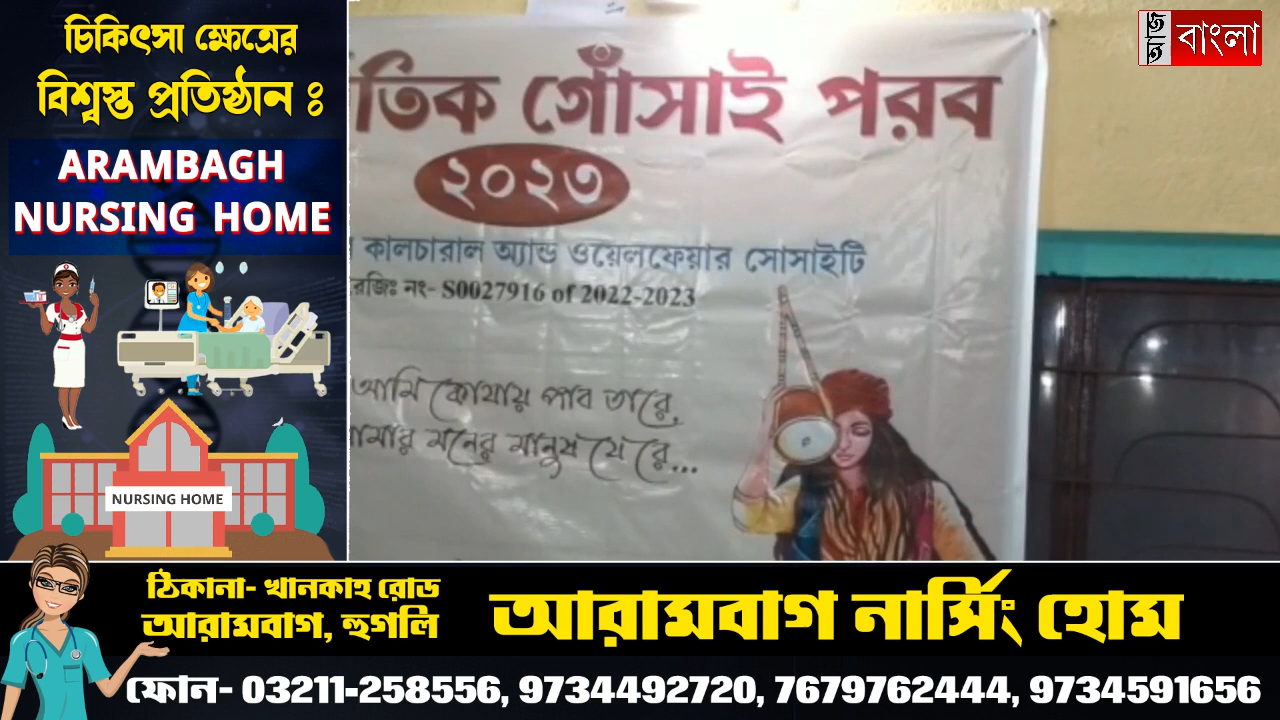 চিকিৎসা ক্ষেত্রের
বিশ্বস্ত প্রতিষ্ঠান ঃ
ARAMBAGH
NURSING HOME
NURSING HOME
তিক গোঁসাই পরব
২০২৩
কালচারাল অ্যান্ড ওয়েলফেয়ার সোসাইটি
রেজিঃ নং- S0027916 of 2022-2023
আমি কোথায় পাব তারে,
আমার মনের মানুষ যে রে...
আজ বাংলা
ঠিকানা- খানকাহ রোড
আরামবাগ, হুগলি
আরামবাগ নার্সিং হোম
ফোন- 03211-258556, 9734492720, 7679762444, 9734591656